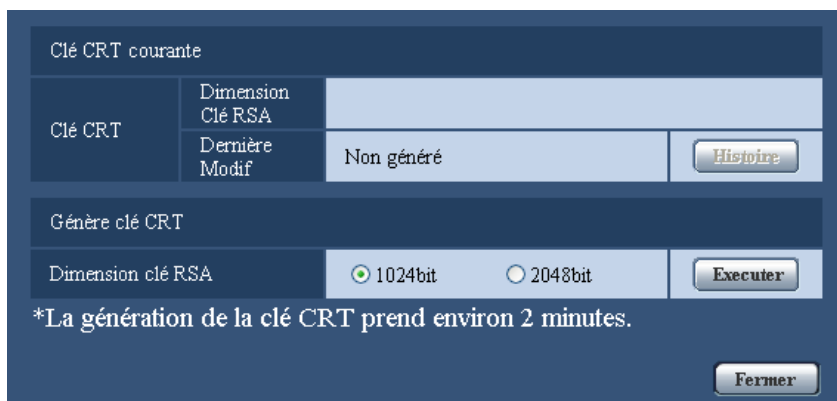 Clé CRT courante
Clé CRT
Dimension
Clé RSA
Dernière
Modif
Non généré
Histoire
Génère clé CRT
Dimension clé RSA
1024bit
2048bit
Executer
*La génération de la clé CRT prend environ 2 minutes.
Fermer